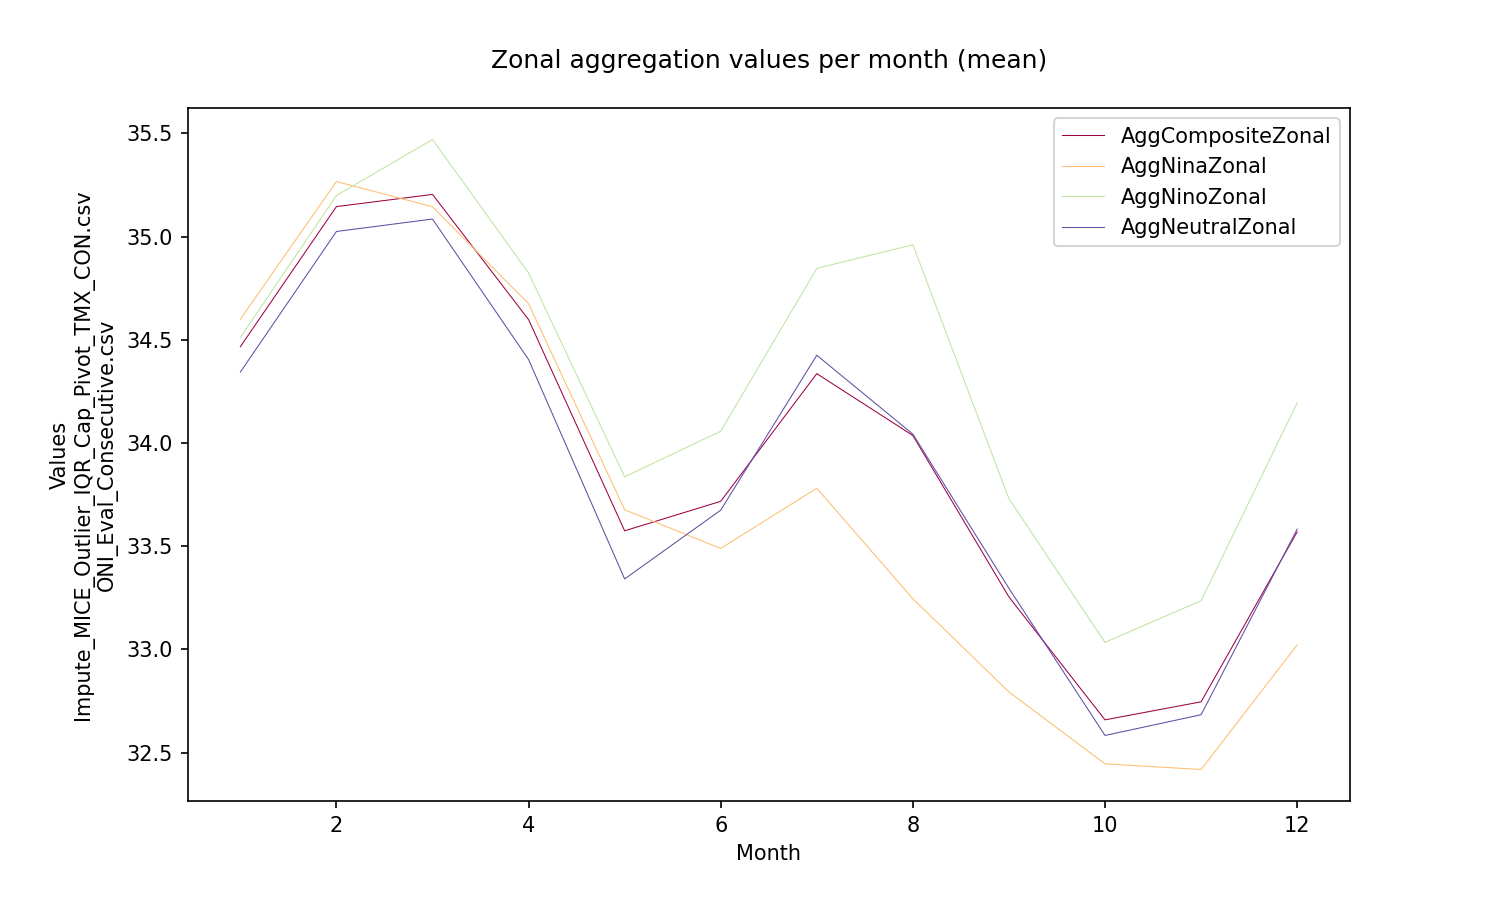 Zonal aggregation values per month (mean)
AggCompositeZonal
AggNinaZonal
AggNinoZonal
AggNeutralZonal
35.5
35.0
34.5
34.0
33.5
33.0
32.5
Values
Impute_MICE_Outlier_IQR_Cap_Pivot_TMX_CON.csv
ONI_Eval_Consecutive.csv
2 4 6 8 10 12
Month